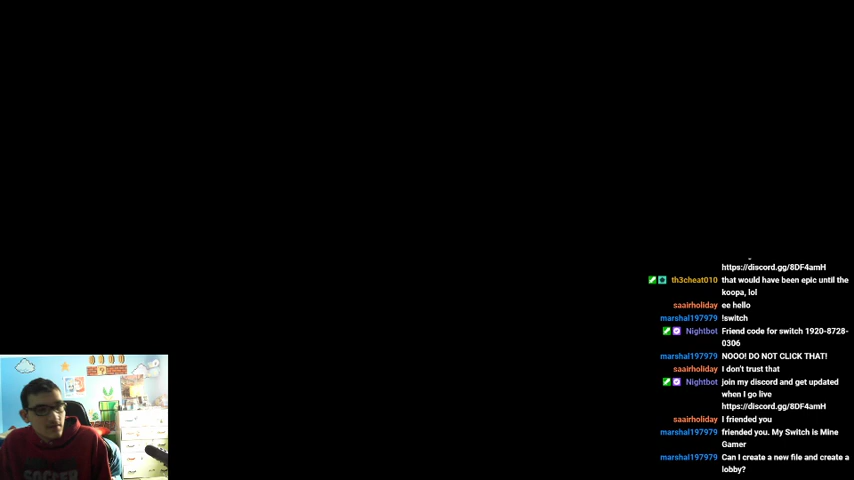 https://discord.gg/8DF4amH
th3cheat010 that would have been epic until the
koopa, lol
saairholiday ee hello
marshal197979 !switch
Nightbot Friend code for switch 1920-8728-
0306
marshal197979 NOOO! DO NOT CLICK THAT!
saairholiday I don't trust that
Nightbot join my discord and get updated
when I go live
https://discord.gg/8DF4amH
saairholiday I friended you
marshal197979 friended you. My Switch is Mine
Gamer
marshal197979 Can I create a new file and create a
lobby?
SOCCER